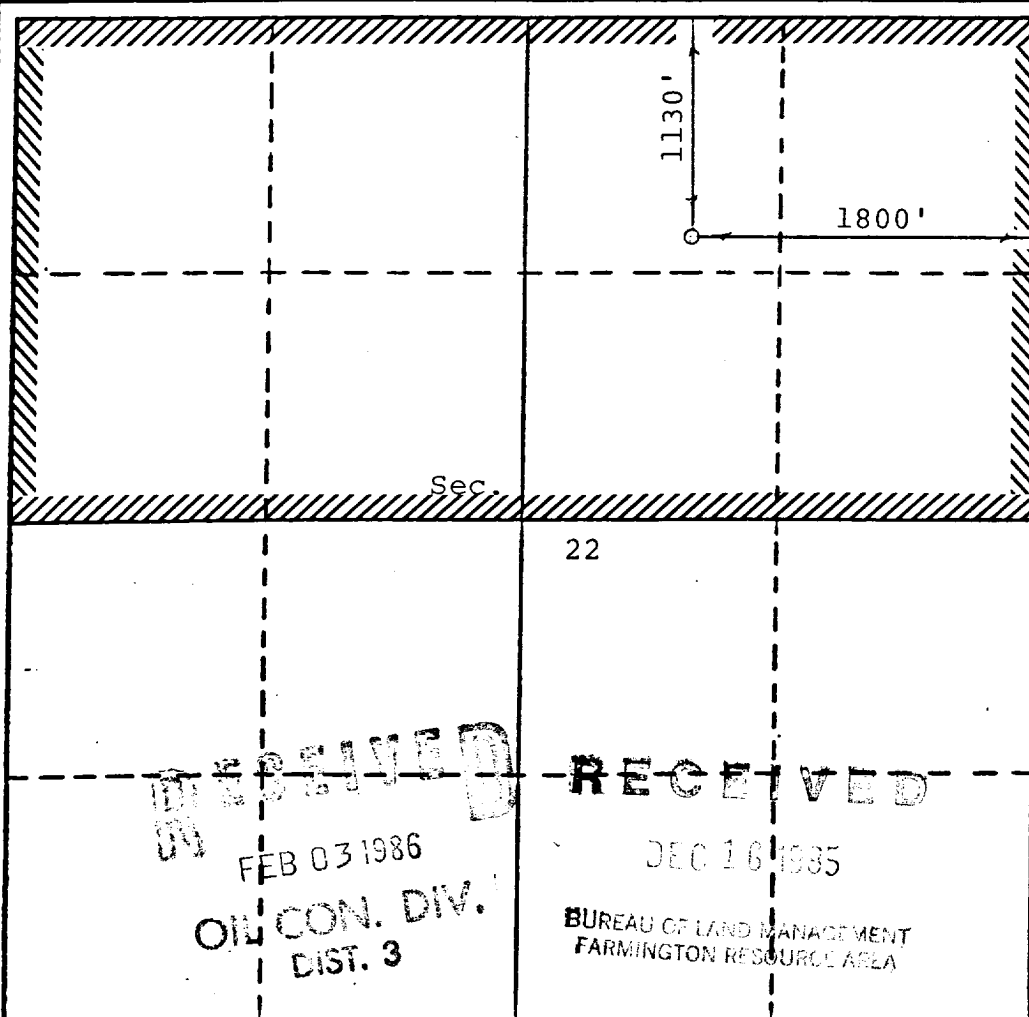 1130'
1800'
Sec.
22
RECEIVED
FEB 03 1986
OIL CON. DIV.
DIST. 3
RECEIVED
DEC 16 1985
BUREAU OF LAND MANAGEMENT
FARMINGTON RESOURCE AREA